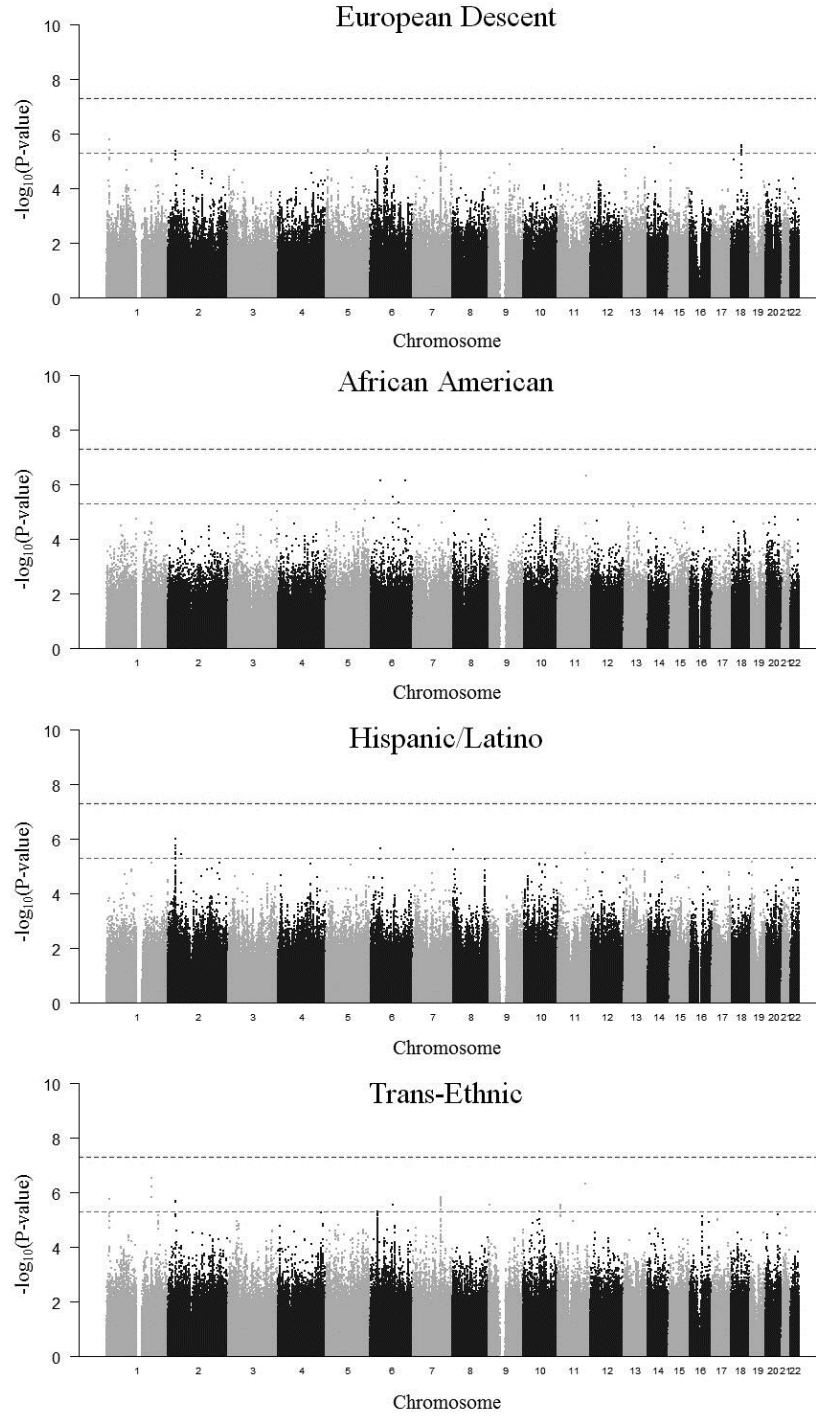 European Descent
10
8
6
4
2
0
-log10(P-value)
1 2 3 4 5 6 7 8 9 10 11 12 13 14 15 16 17 18 19 20 21 22
Chromosome
African American
10
8
6
4
2
0
-log10(P-value)
1 2 3 4 5 6 7 8 9 10 11 12 13 14 15 16 17 18 19 20 21 22
Chromosome
Hispanic/Latino
10
8
6
4
2
0
-log10(P-value)
1 2 3 4 5 6 7 8 9 10 11 12 13 14 15 16 17 18 19 20 21 22
Chromosome
Trans-Ethnic
10
8
6
4
2
0
-log10(P-value)
1 2 3 4 5 6 7 8 9 10 11 12 13 14 15 16 17 18 19 20 21 22
Chromosome